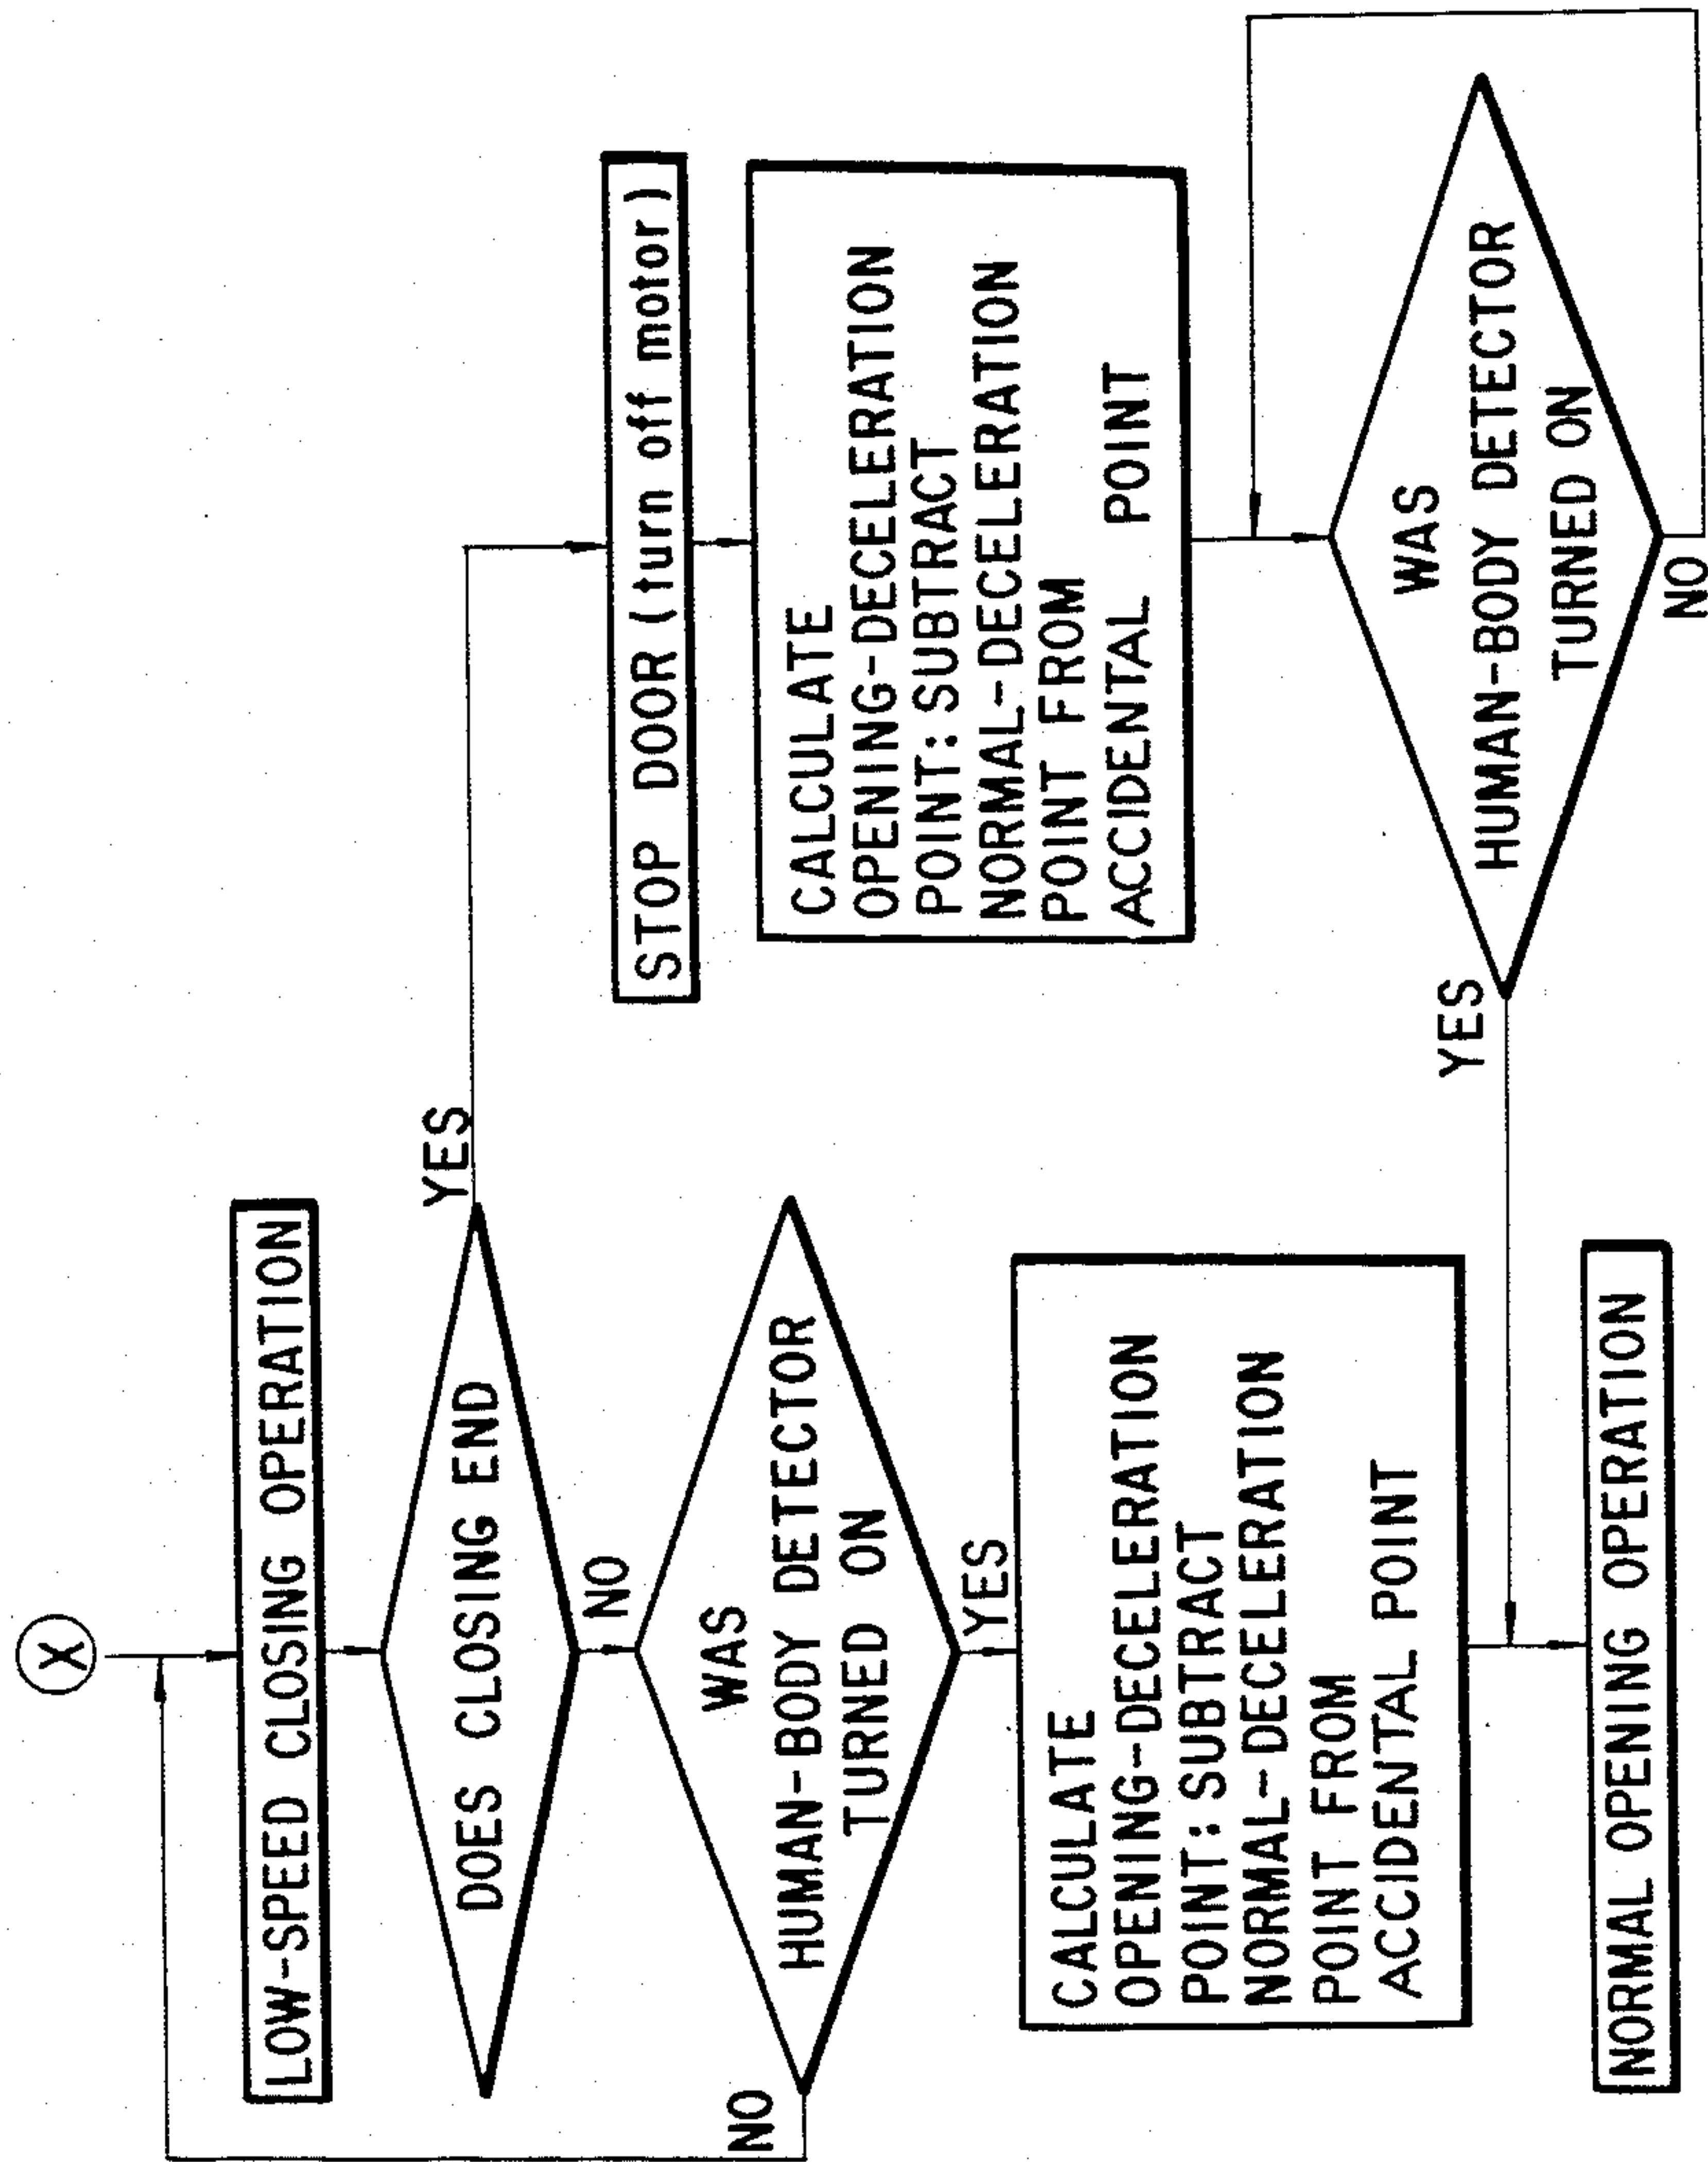 X
LOW-SPEED CLOSING OPERATION
DOES CLOSING END
YES
NO
WAS
HUMAN-BODY DETECTOR
TURNED ON
NO
YES
CALCULATE
OPENING-DECELERATION
POINT: SUBTRACT
NORMAL-DECELERATION
POINT FROM
ACCIDENTAL POINT
NORMAL OPENING OPERATION
STOP DOOR (turn off motor)
CALCULATE
OPENING-DECELERATION
POINT: SUBTRACT
NORMAL-DECELERATION
POINT FROM
ACCIDENTAL POINT
WAS
HUMAN-BODY DETECTOR
TURNED ON
YES
NO